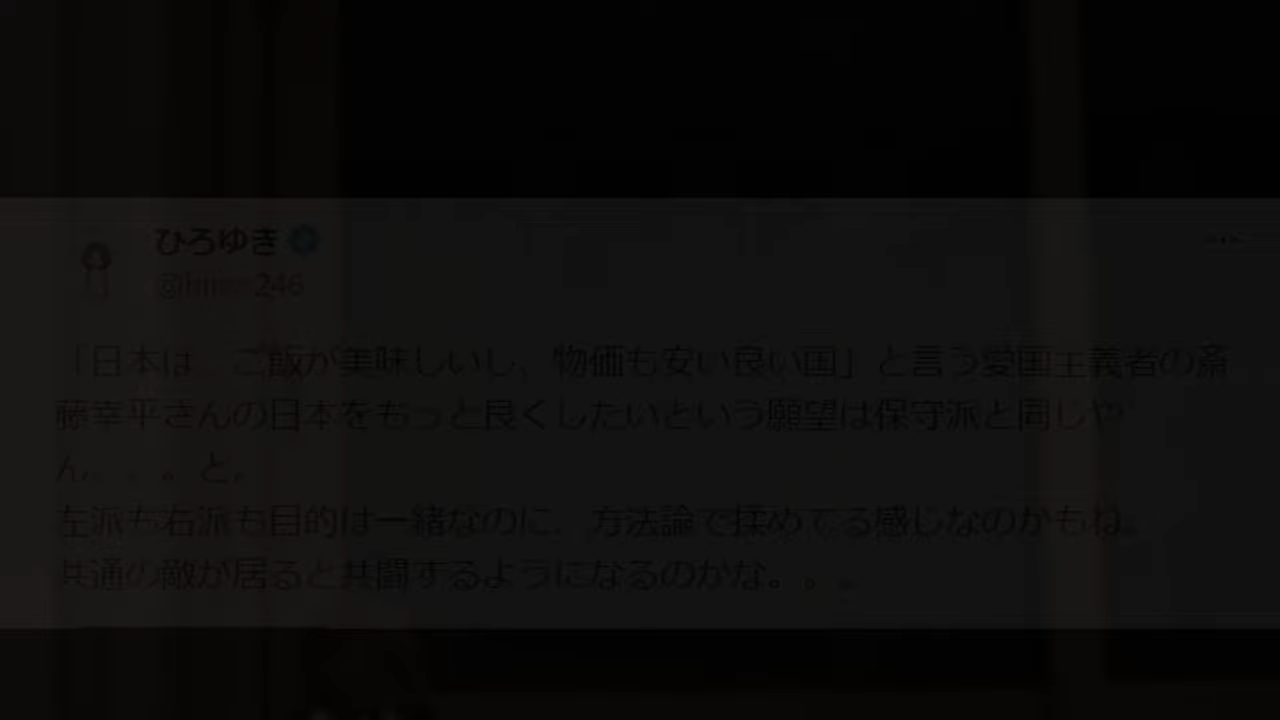 ひろゆき
246
「日本は、ご飯が美味しいし、物価も安い良い国」と言う愛国主義者の斎
藤幸平さんの日本をもっと良くしたいという願望は保守派と同じや
ん。。。と。
左派も右派も目的は一緒なのに、方法論で揉めてる感じなのかもね。
共通の敵が居ると共闘するようになるのかな。。。